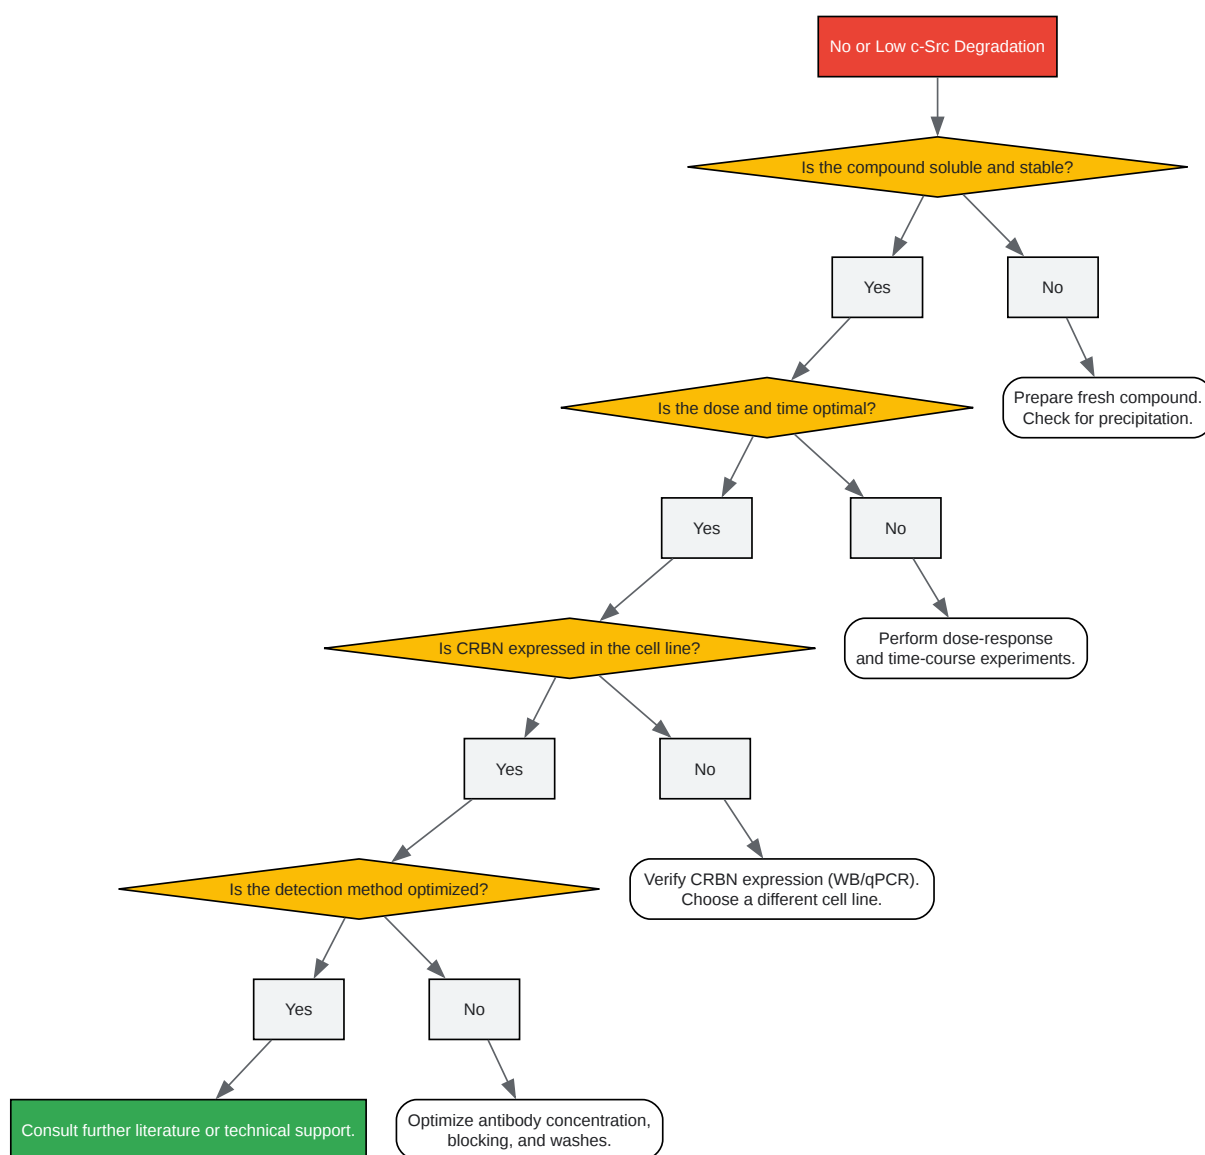 No or Low c-Src Degradation
Is the compound soluble and stable?
Yes
No
Prepare fresh compound.
Check for precipitation.
Is the dose and time optimal?
Yes
No
Perform dose-response
and time-course experiments.
Is CRBN expressed in the cell line?
Yes
No
Verify CRBN expression (WB/qPCR).
Choose a different cell line.
Is the detection method optimized?
Yes
No
Consult further literature or technical support.
Optimize antibody concentration,
blocking, and washes.